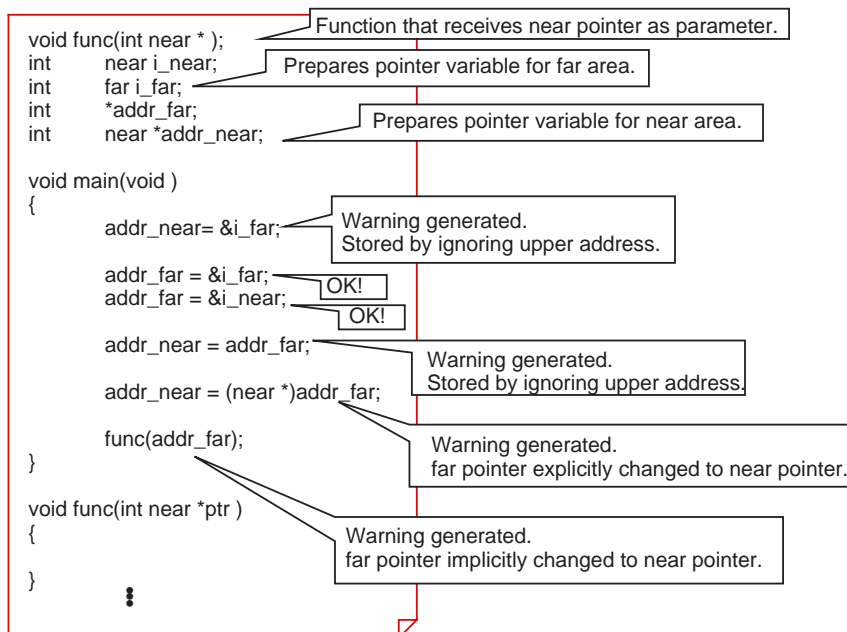 Function that receives near pointer as parameter.
void func(int near * );
int near i_near;
int far i_far;
Prepares pointer variable for far area.
int *addr_far;
int near *addr_near;
Prepares pointer variable for near area.
void main(void )
{
addr_near= &i_far;
Warning generated.
Stored by ignoring upper address.
addr_far = &i_far;
OK!
addr_far = &i_near;
OK!
addr_near = addr_far;
Warning generated.
Stored by ignoring upper address.
addr_near = (near *)addr_far;
Warning generated.
far pointer explicitly changed to near pointer.
func(addr_far);
}
Warning generated.
far pointer implicitly changed to near pointer.
void func(int near *ptr )
{
}